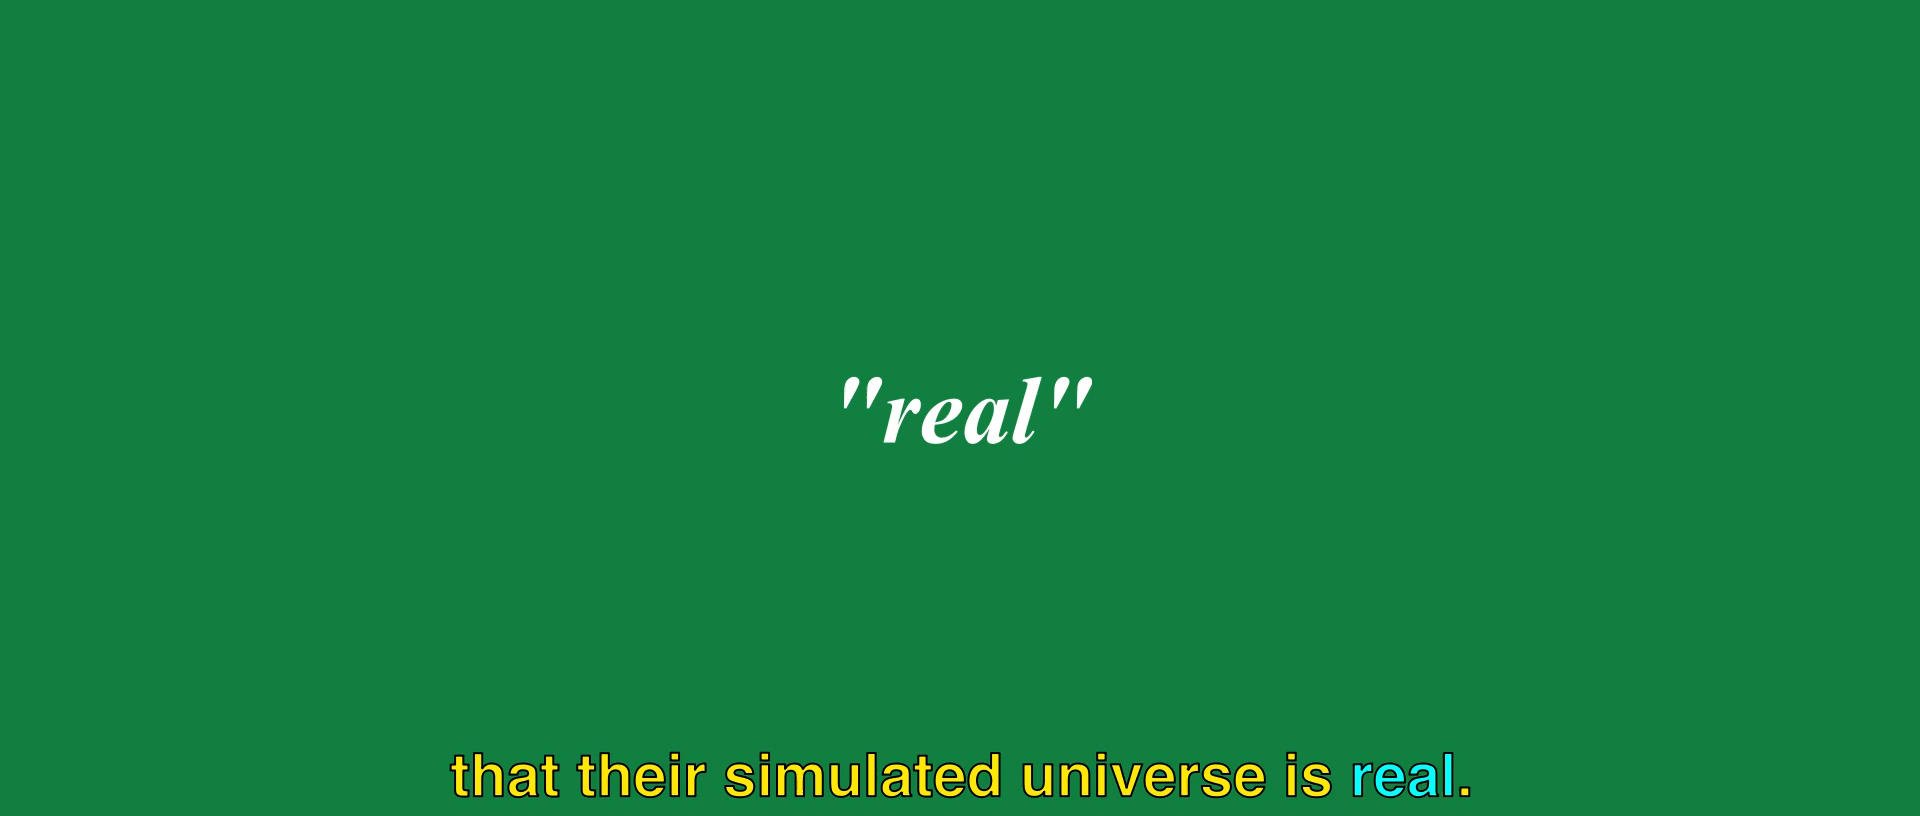 "real"
that their simulated universe is real.